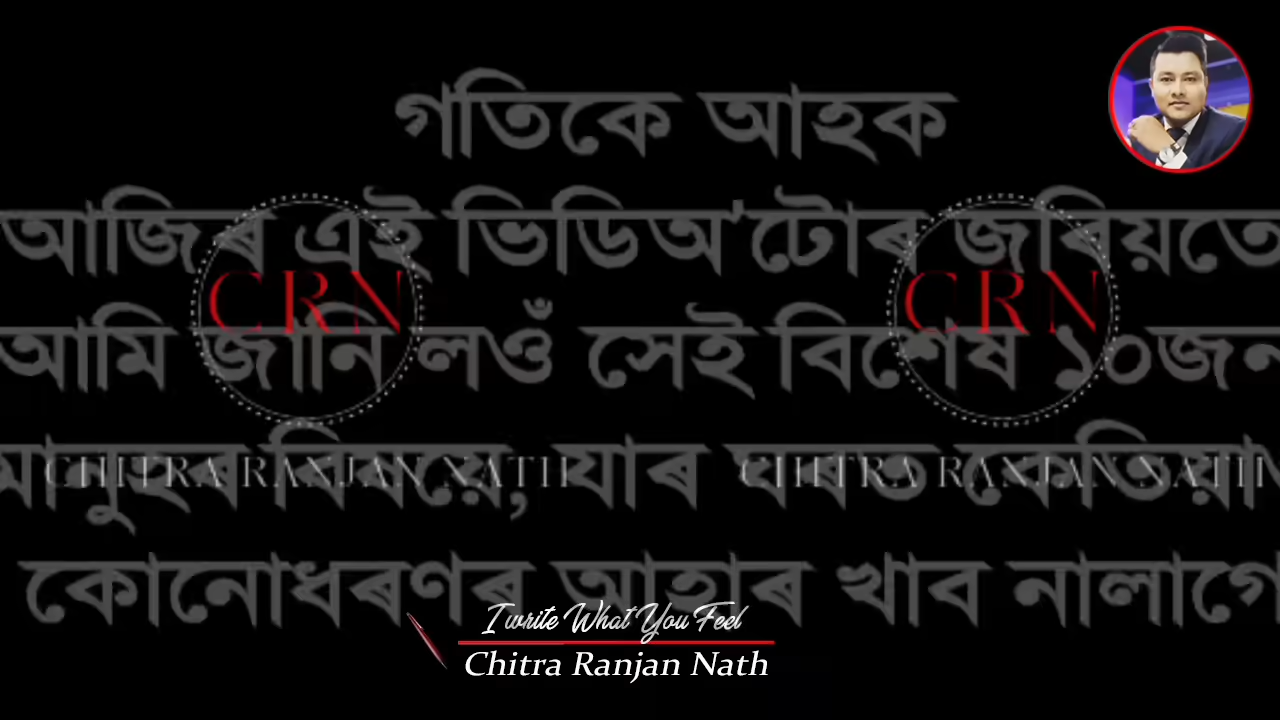 গতিকে আহক
আজিৰ এই ভিডিঅ'টোৰ জৰিয়তে
আমি জানি লওঁ সেই বিশেষ ১০জন
মানুহৰ বিষয়ে, যাৰ ঘৰত কেতিয়াও
কোনোধৰণৰ আহাৰ খাব নালাগে
CRN
CHITRA RANJAN NATH
CRN
CHITRA RANJAN NATH
I write What You Feel
Chitra Ranjan Nath